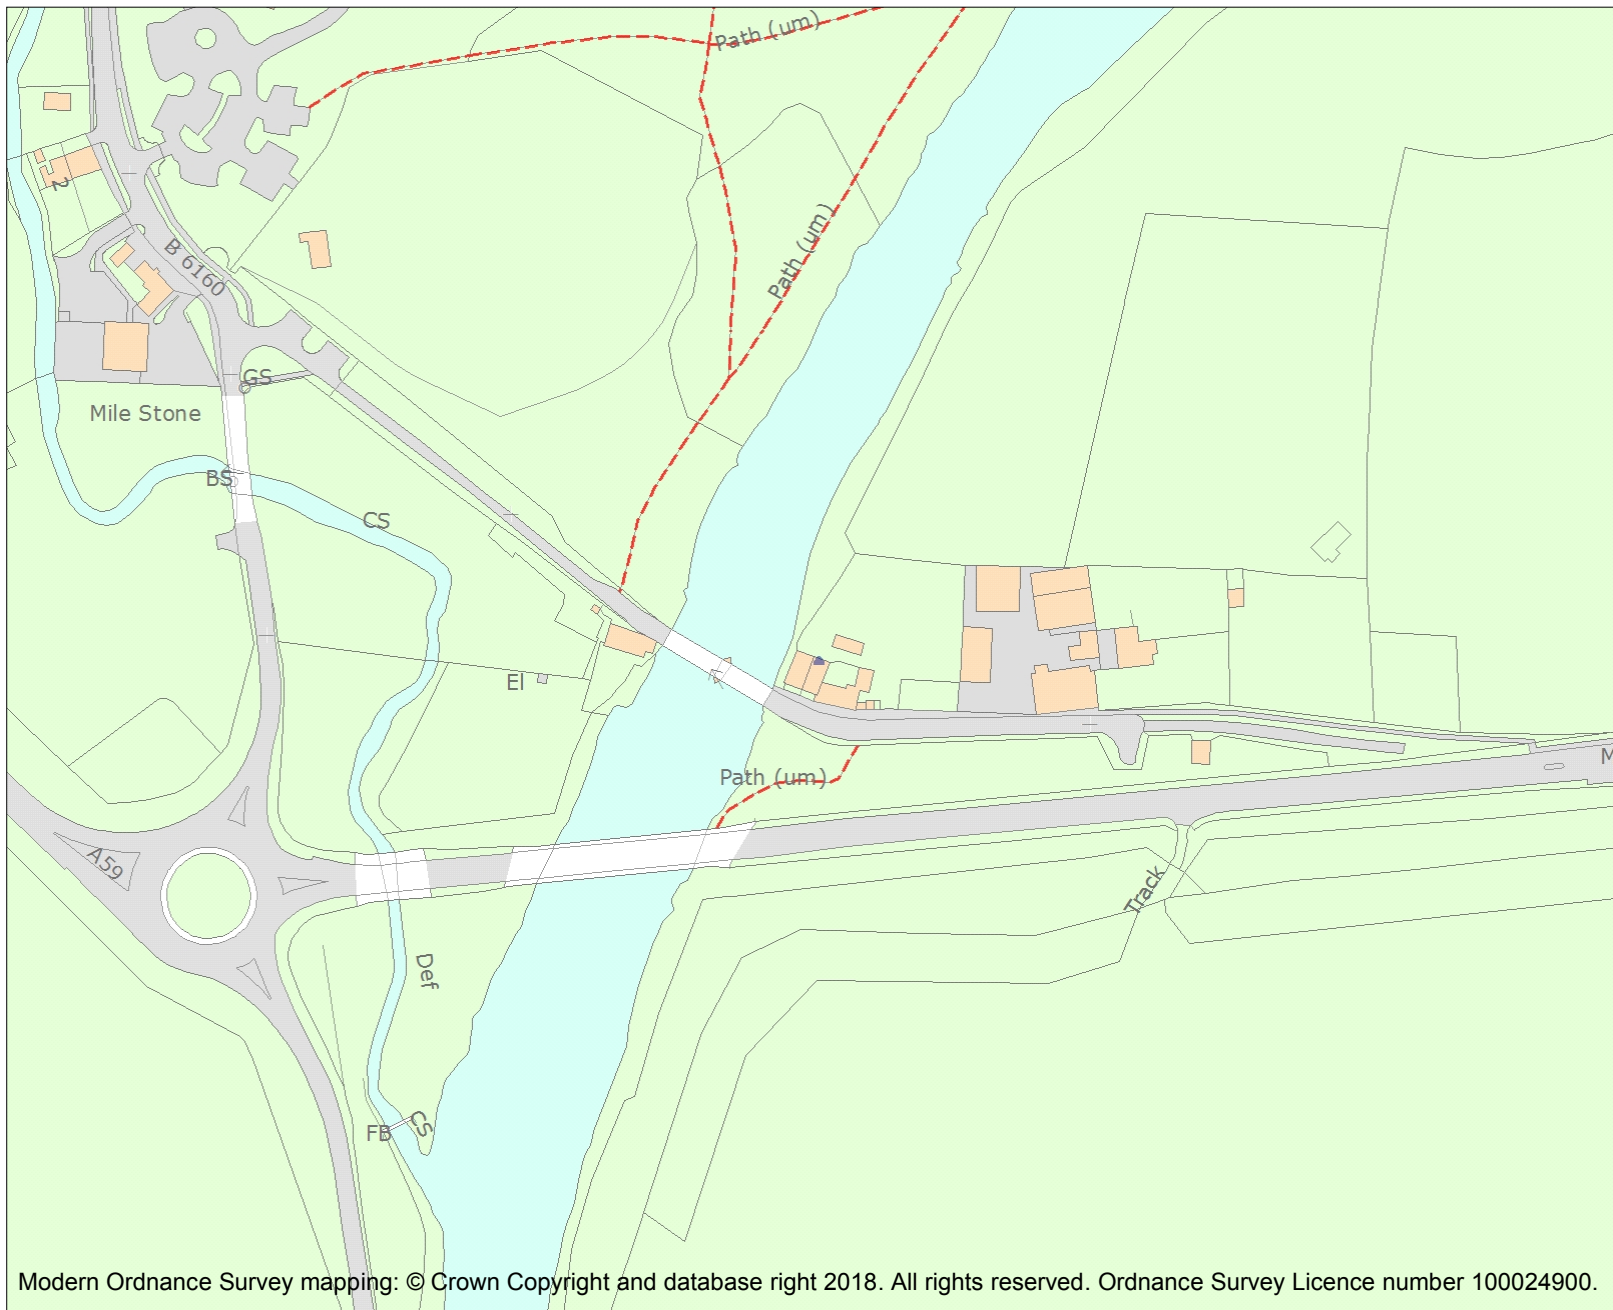 Path (um)
2
B 6160
Path (um)
GS
Mile Stone
BS
CS
El
Path (um)
M
A59
Track
Def
CS
FB
Modern Ordnance Survey mapping: © Crown Copyright and database right 2018. All rights reserved. Ordnance Survey Licence number 100024900.